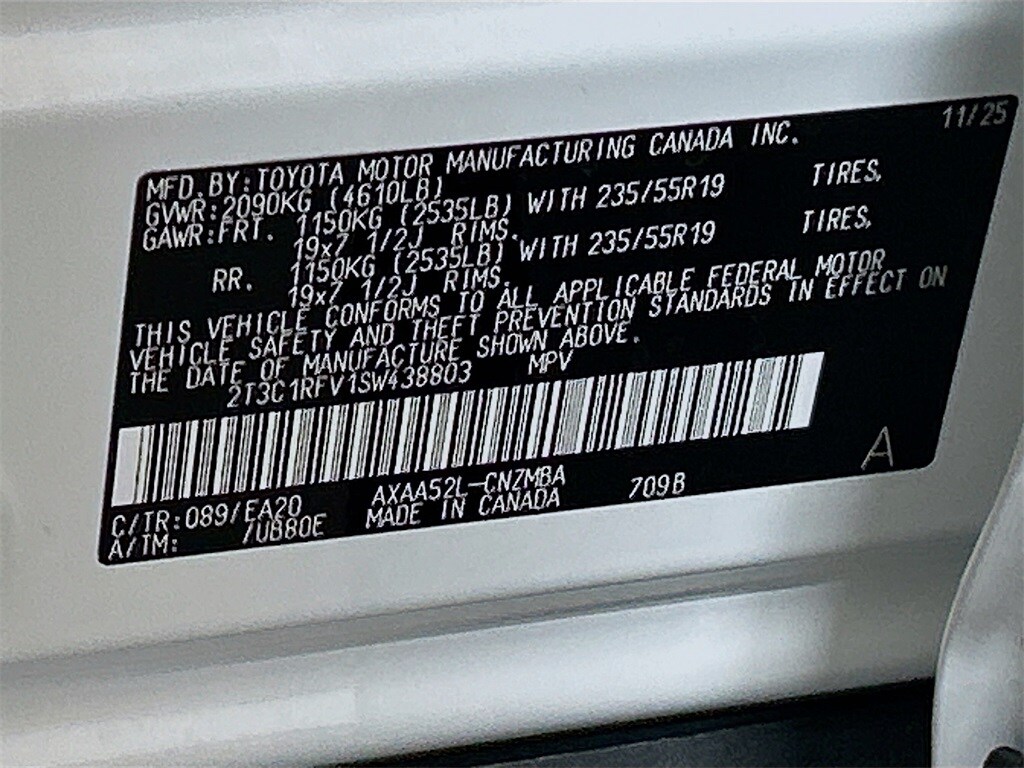 11/25
MFD.BY:TOYOTA MOTOR MANUFACTURING CANADA INC.
GVWR:2090KG (4610LB)
GAWR:FRT. 1150KG (2535LB) WITH 235/55R19 TIRES,
19x7 1/2J RIMS.
RR. 1150KG (2535LB) WITH 235/55R19 TIRES,
19x7 1/2J RIMS.
THIS VEHICLE CONFORMS TO ALL APPLICABLE FEDERAL MOTOR
VEHICLE SAFETY AND THEFT PREVENTION STANDARDS IN EFFECT ON
THE DATE OF MANUFACTURE SHOWN ABOVE.
2T3C1RFV1SW438803 MPV
A
C/TR:089/EA20 AXAA52L-CNZMBA 709B
A/TM: /UB80E MADE IN CANADA